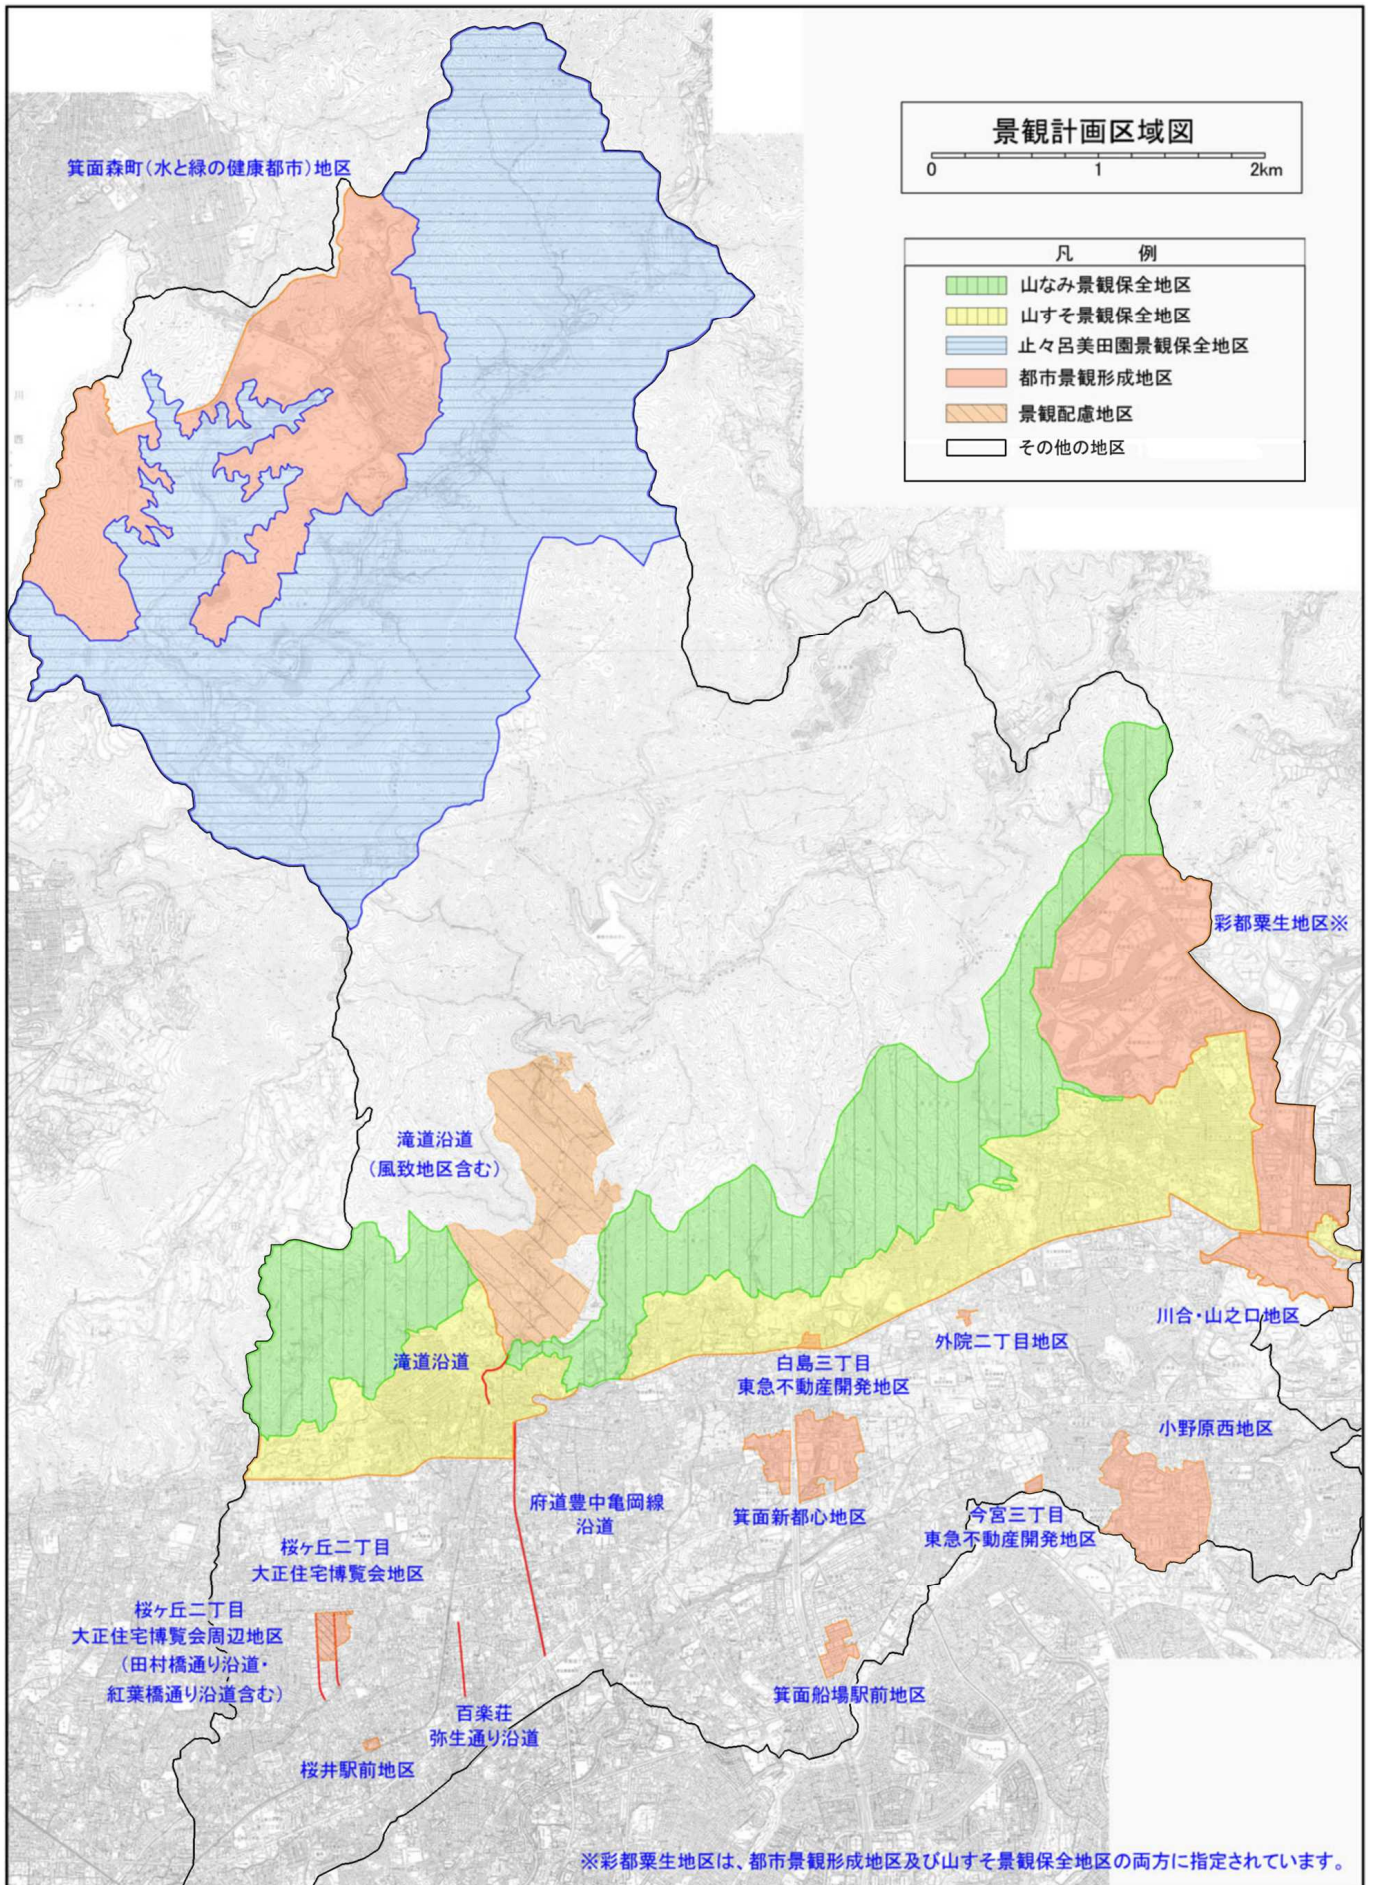 景観計画区域図
0 1 2km
凡 例
山なみ景観保全地区
山すそ景観保全地区
止々呂美田園景観保全地区
都市景観形成地区
景観配慮地区
その他の地区
箕面森町（水と緑の健康都市）地区
彩都粟生地区※
滝道沿道
（風致地区含む）
滝道沿道
川合・山之口地区
外院二丁目地区
白島三丁目
東急不動産開発地区
小野原西地区
府道豊中亀岡線
沿道
箕面新都心地区
今宮三丁目
東急不動産開発地区
桜ヶ丘二丁目
大正住宅博覧会地区
桜ヶ丘二丁目
大正住宅博覧会周辺地区
（田村橋通り沿道・
紅葉橋通り沿道含む）
箕面船場駅前地区
百楽荘
弥生通り沿道
桜井駅前地区
※彩都粟生地区は、都市景観形成地区及び山すそ景観保全地区の両方に指定されています。